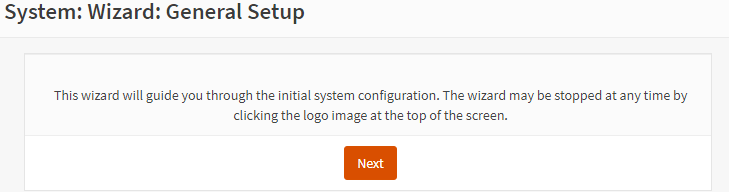 System: Wizard: General Setup
This wizard will guide you through the initial system configuration. The wizard may be stopped at any time by
clicking the logo image at the top of the screen.
Next